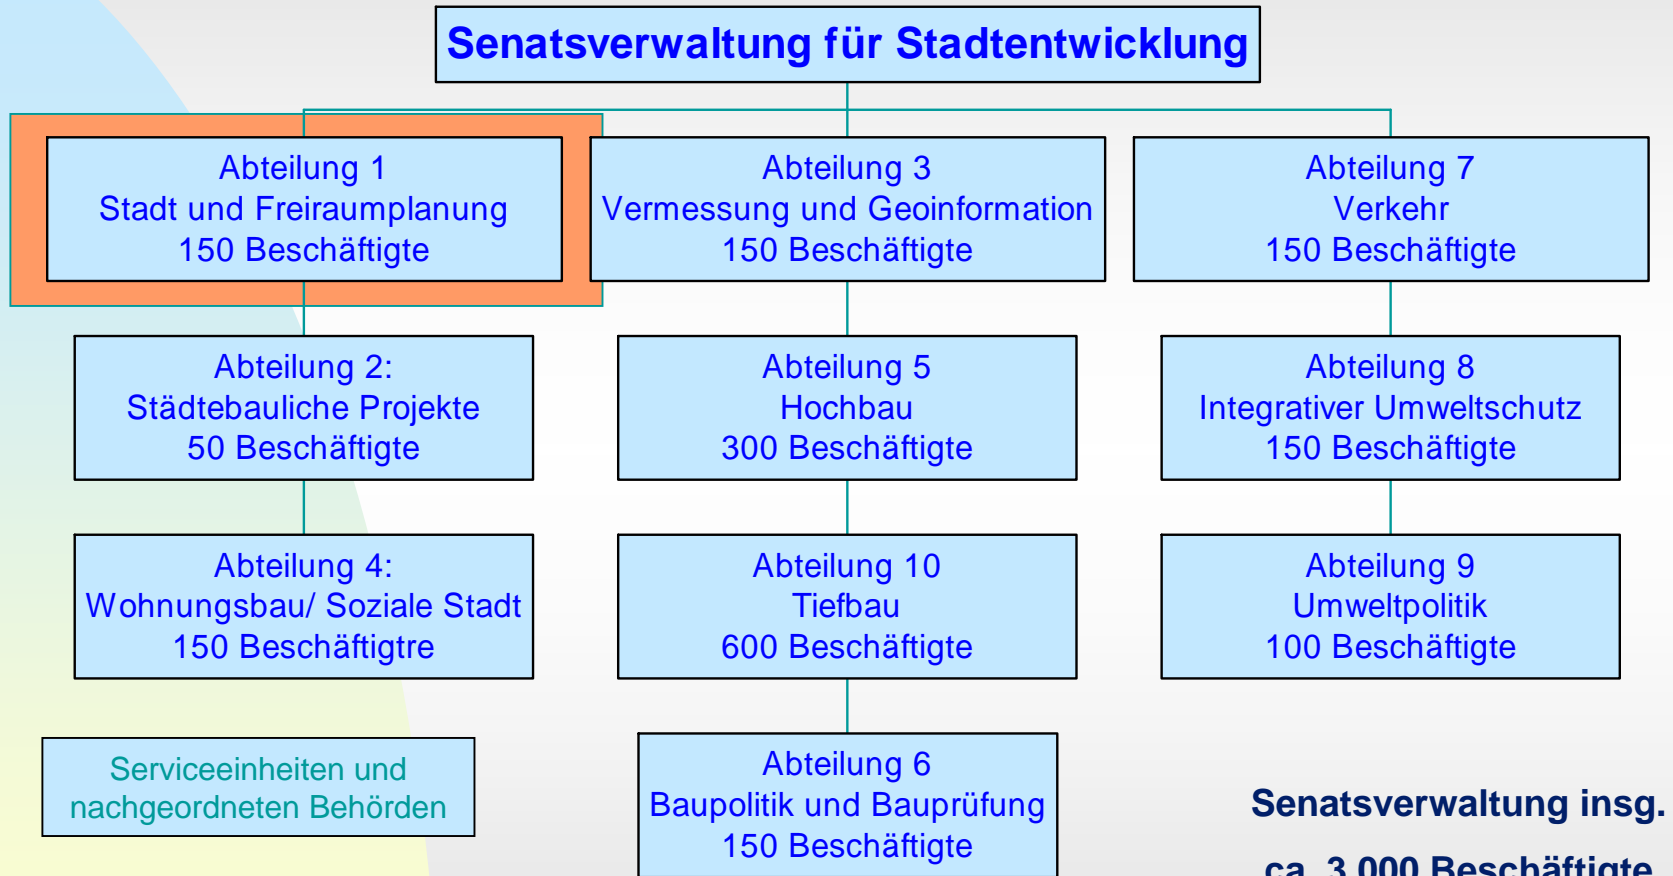 Senatsverwaltung für Stadtentwicklung
Abteilung 1
Stadt und Freiraumplanung
150 Beschäftigte
Abteilung 3
Vermessung und Geoinformation
150 Beschäftigte
Abteilung 7
Verkehr
150 Beschäftigte
Abteilung 2:
Städtebauliche Projekte
50 Beschäftigte
Abteilung 5
Hochbau
300 Beschäftigte
Abteilung 8
Integrativer Umweltschutz
150 Beschäftigte
Abteilung 4:
Wohnungsbau/ Soziale Stadt
150 Beschäftigtre
Abteilung 10
Tiefbau
600 Beschäftigte
Abteilung 9
Umweltpolitik
100 Beschäftigte
Serviceeinheiten und
nachgeordneten Behörden
Abteilung 6
Baupolitik und Bauprüfung
150 Beschäftigte
Senatsverwaltung insg.
ca. 3.000 Beschäftigte